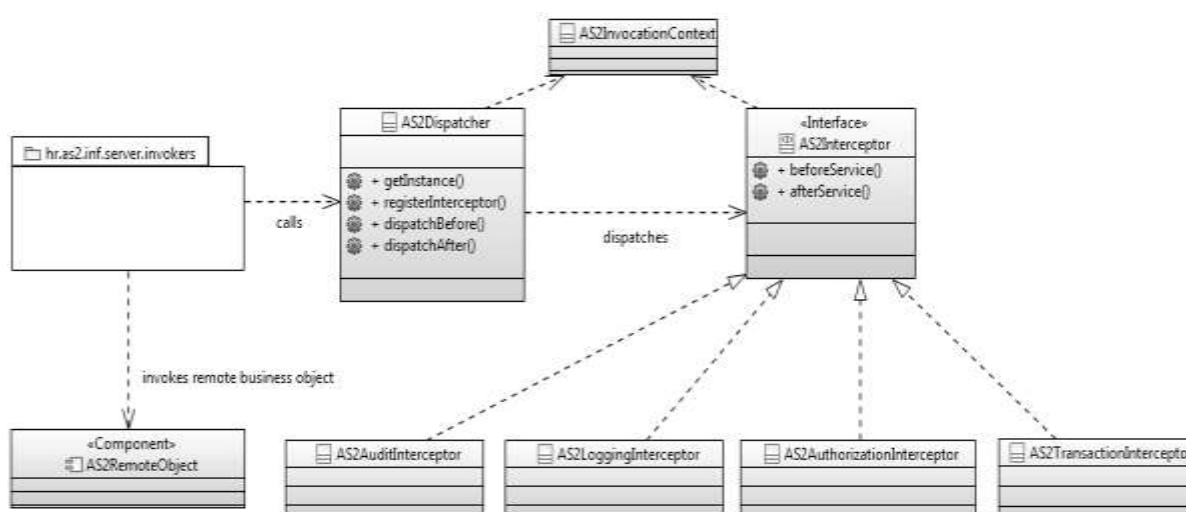 AS2InvocationContext
AS2Dispatcher
«Interface»
AS2Interceptor
hr.as2.inf.server.invokers
+ getInstance()
+ registerInterceptor()
+ dispatchBefore()
+ dispatchAfter()
+ beforeService()
+ afterService()
calls
dispatches
invokes remote business object
«Component»
AS2RemoteObject
AS2AuditInterceptor
AS2LoggingInterceptor
AS2AuthorizationInterceptor
AS2TransactionIntercepto